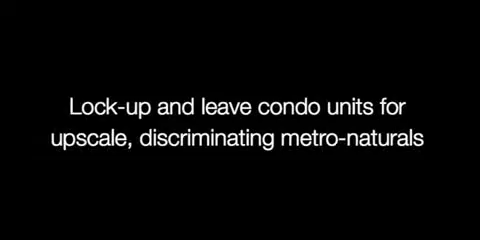 Lock-up and leave condo units for
upscale, discriminating metro-naturals